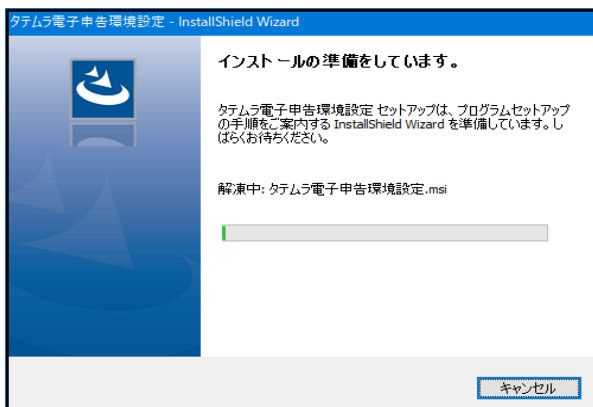 タテムラ電子申告環境設定 - InstallShield Wizard
インストールの準備をしています。
タテムラ電子申告環境設定 セットアップは、プログラムセットアップ
の手順をご案内する InstallShield Wizard を準備しています。し
ばらくお待ちください。
解凍中: タテムラ電子申告環境設定.msi
キャンセル